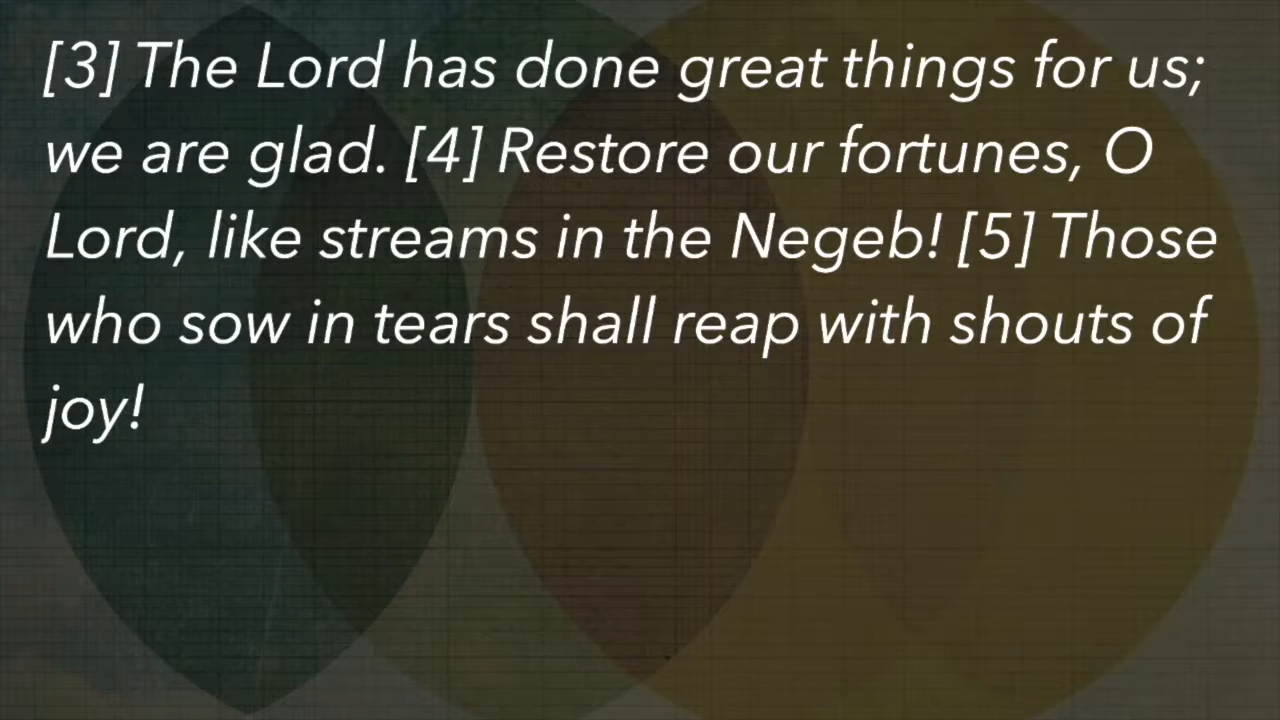 [3] The Lord has done great things for us;
we are glad. [4] Restore our fortunes, O
Lord, like streams in the Negeb! [5] Those
who sow in tears shall reap with shouts of
joy!